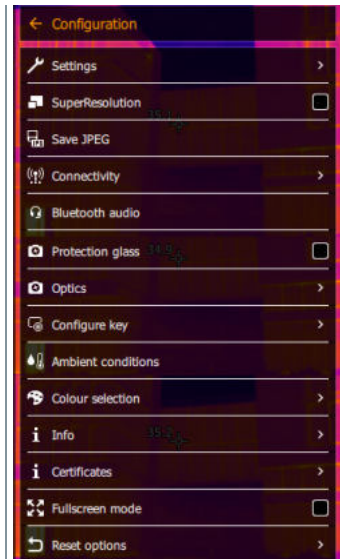 Configuration
Settings
SuperResolution
Save JPEG
Connectivity
Bluetooth audio
Protection glass
Optics
Configure key
Ambient conditions
Colour selection
Info
Certificates
Fullscreen mode
Reset options